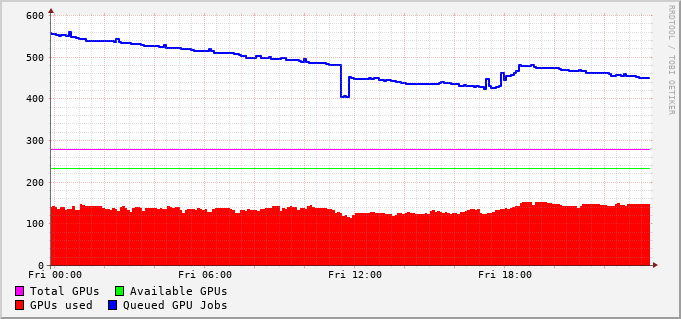 600
500
400
300
200
100
0
Fri 00:00 Fri 06:00 Fri 12:00 Fri 18:00
Total GPUs Available GPUs
GPUs used Queued GPU Jobs
RRDTOOL / TOBI OETIKER